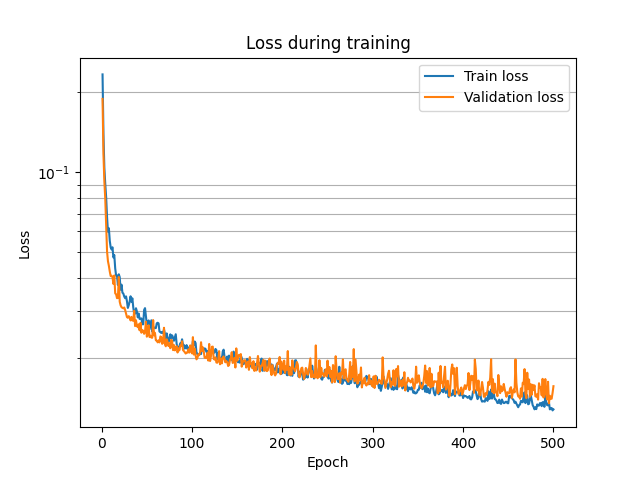 Loss during training
Train loss
Validation loss
10⁻¹
Loss
0
100
200
300
400
500
Epoch